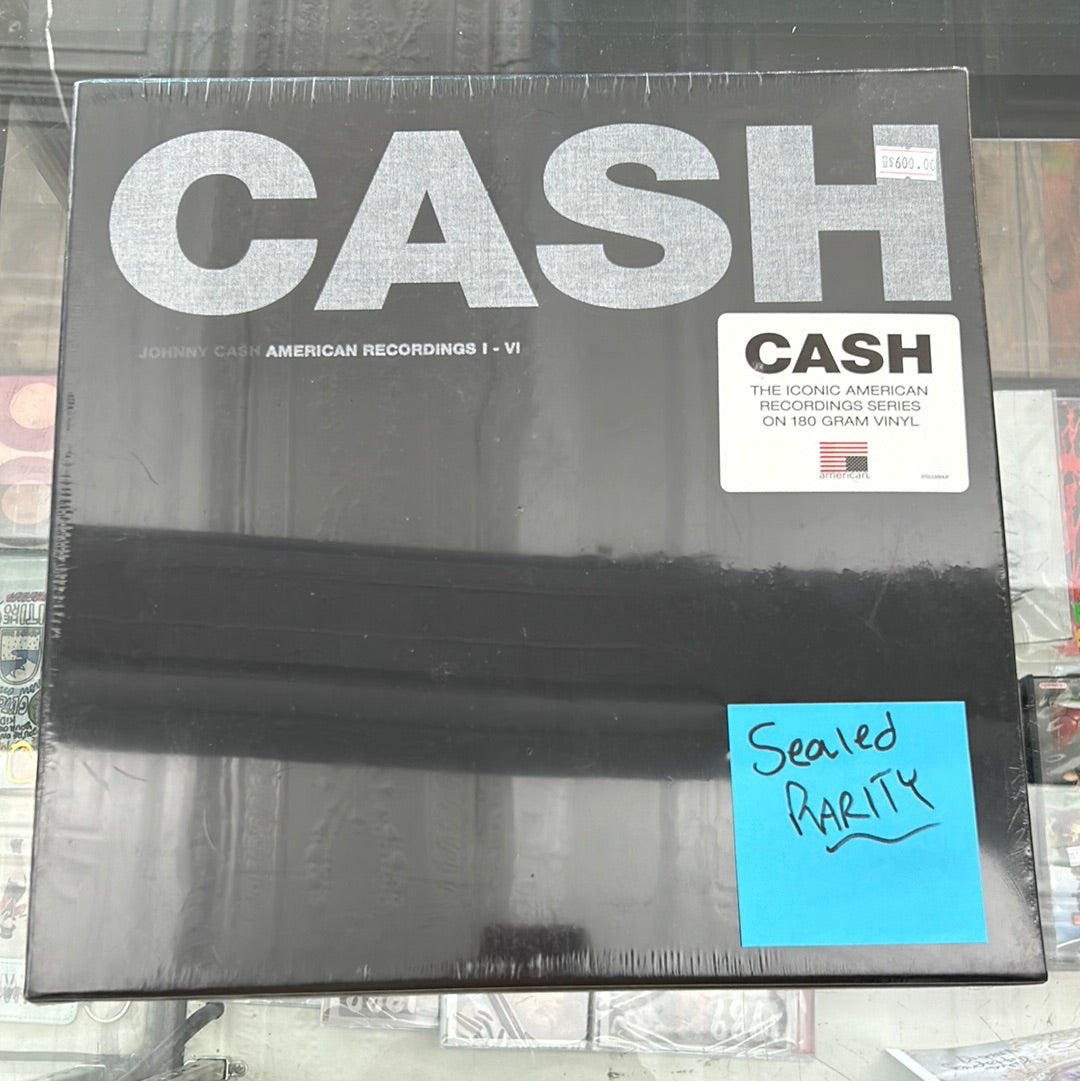 CASH
$600.00
JOHNNY CASH AMERICAN RECORDINGS I - VI
CASH
THE ICONIC AMERICAN
RECORDINGS SERIES
ON 180 GRAM VINYL
american
Sealed
RARITY